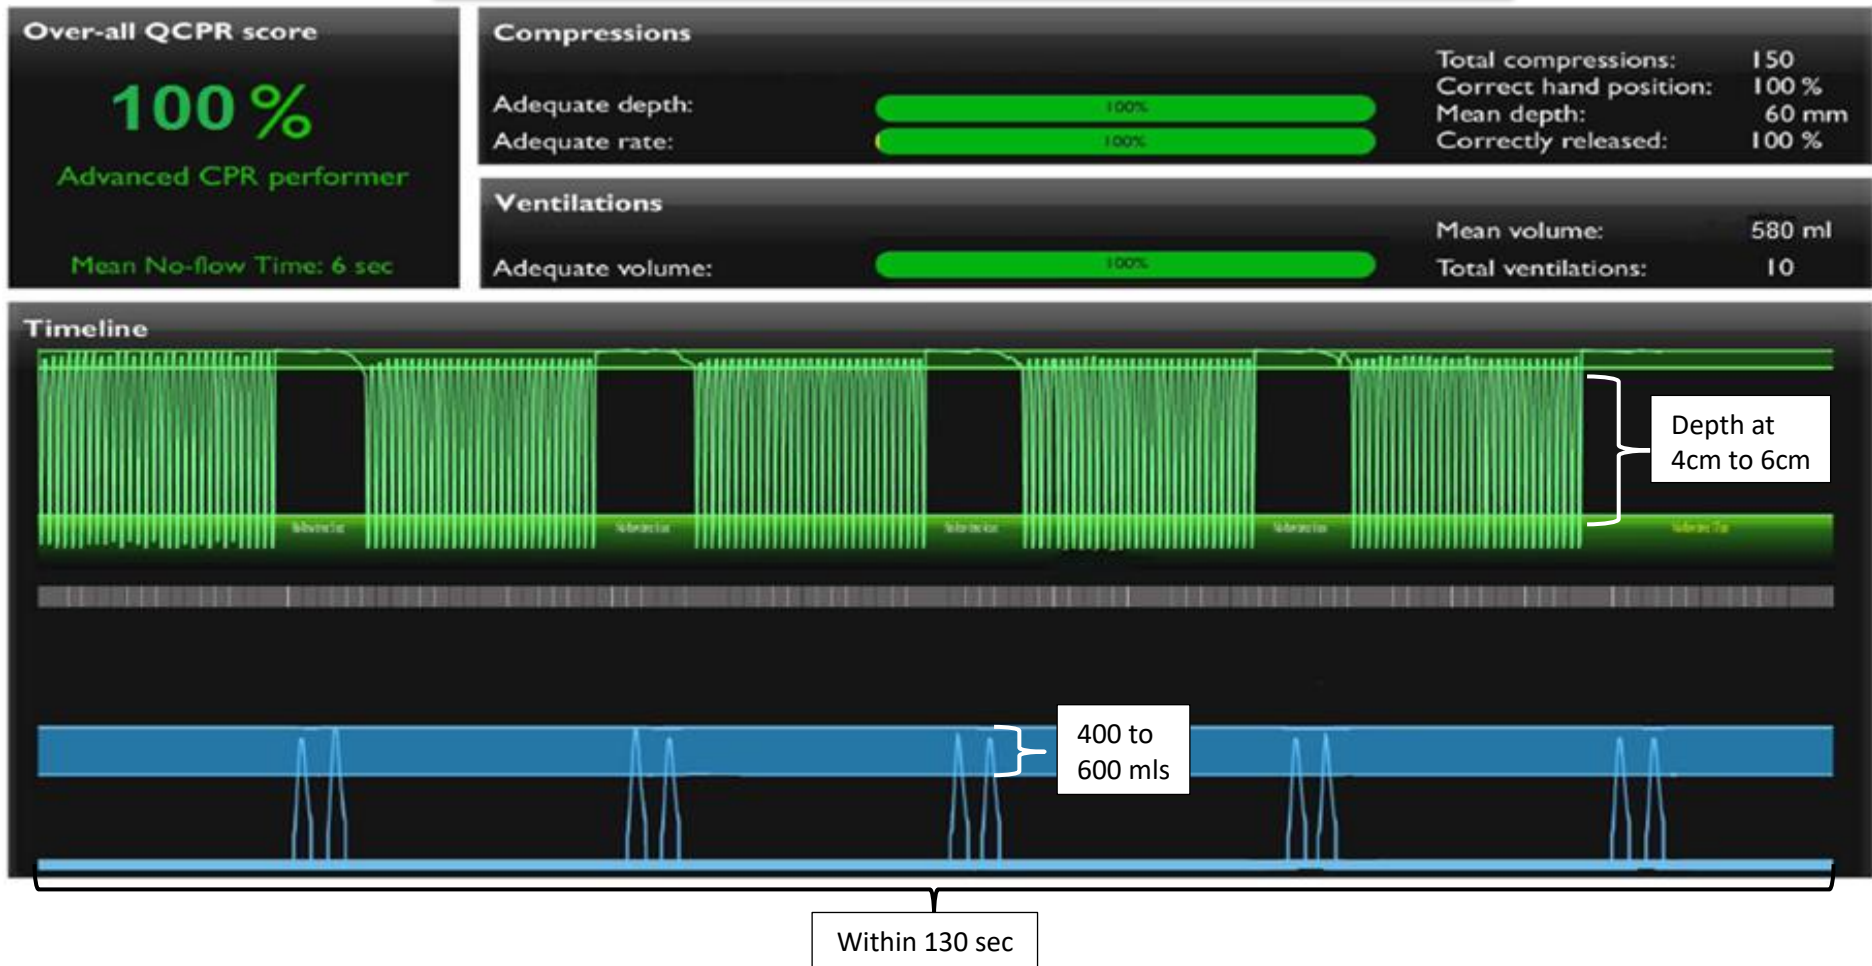 Over-all QCPR score
100 %
Advanced CPR performer
Mean No-flow Time: 6 sec
Compressions
Adequate depth:
100%
Adequate rate:
100%
Total compressions: 150
Correct hand position: 100 %
Mean depth: 60 mm
Correctly released: 100 %
Ventilations
Adequate volume:
100%
Mean volume: 580 ml
Total ventilations: 10
Timeline
Depth at
4cm to 6cm
400 to
600 mls
Within 130 sec